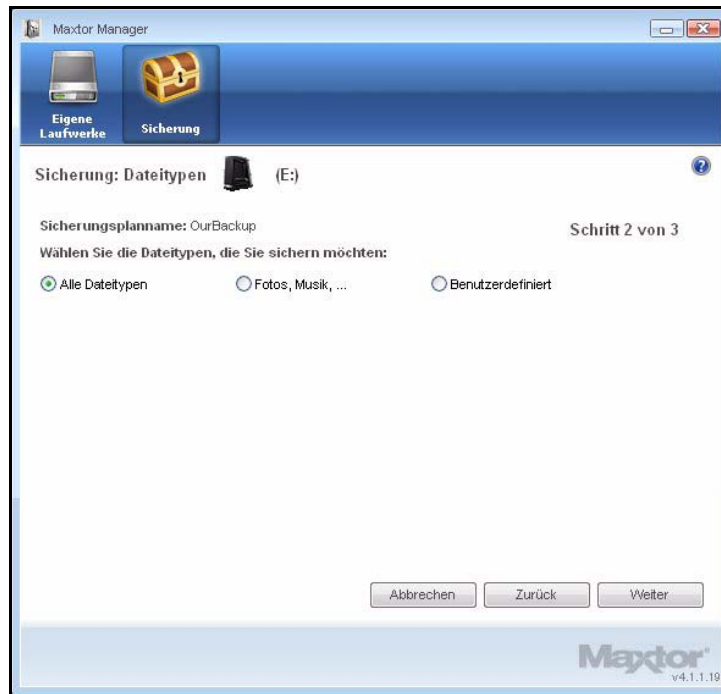 Maxtor Manager
Eigene
Laufwerke
Sicherung
Sicherung: Dateitypen (E:)
Sicherungsplanname: OurBackup
Schritt 2 von 3
Wählen Sie die Dateitypen, die Sie sichern möchten:
Alle Dateitypen Fotos, Musik, ... Benutzerdefiniert
Abbrechen Zurück Weiter
Maxtor
v4.1.1.19